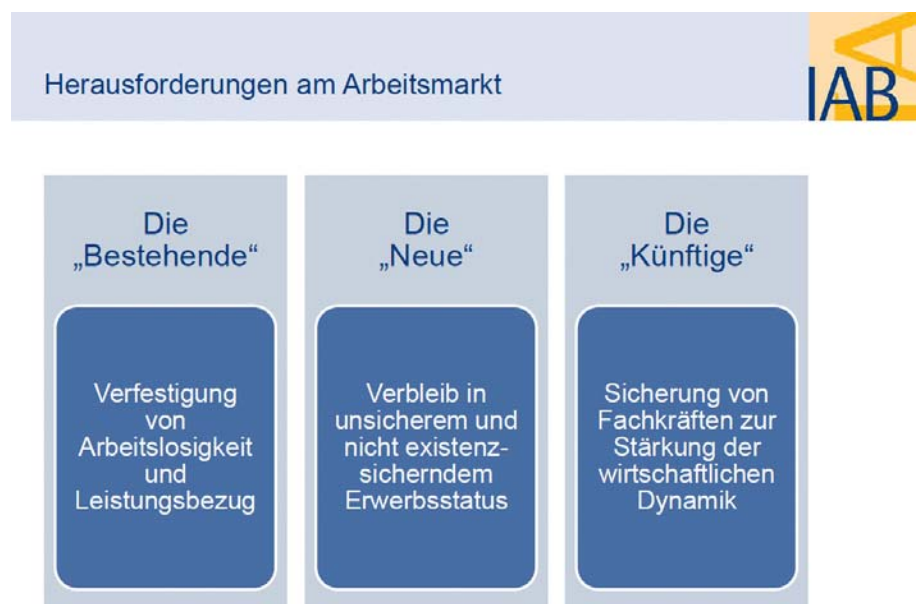 Herausforderungen am Arbeitsmarkt
IAB
Die
„Bestehende“
Verfestigung
von
Arbeitslosigkeit
und
Leistungsbezug
Die
„Neue“
Verbleib in
unsicherem und
nicht existenz-
sicherndem
Erwerbsstatus
Die
„Künftige“
Sicherung von
Fachkräften zur
Stärkung der
wirtschaftlichen
Dynamik